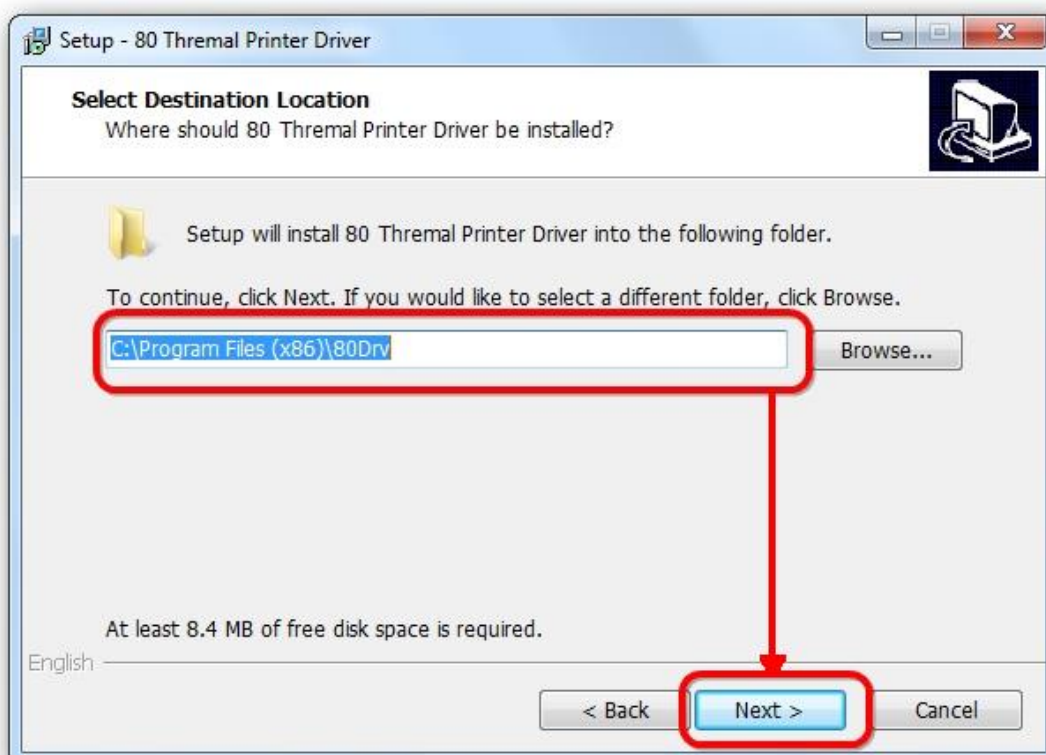 Setup - 80 Thremal Printer Driver
Select Destination Location
Where should 80 Thremal Printer Driver be installed?
Setup will install 80 Thremal Printer Driver into the following folder.
To continue, click Next. If you would like to select a different folder, click Browse.
C:\Program Files (x86)\80Drv
Browse...
At least 8.4 MB of free disk space is required.
English
< Back
Next >
Cancel